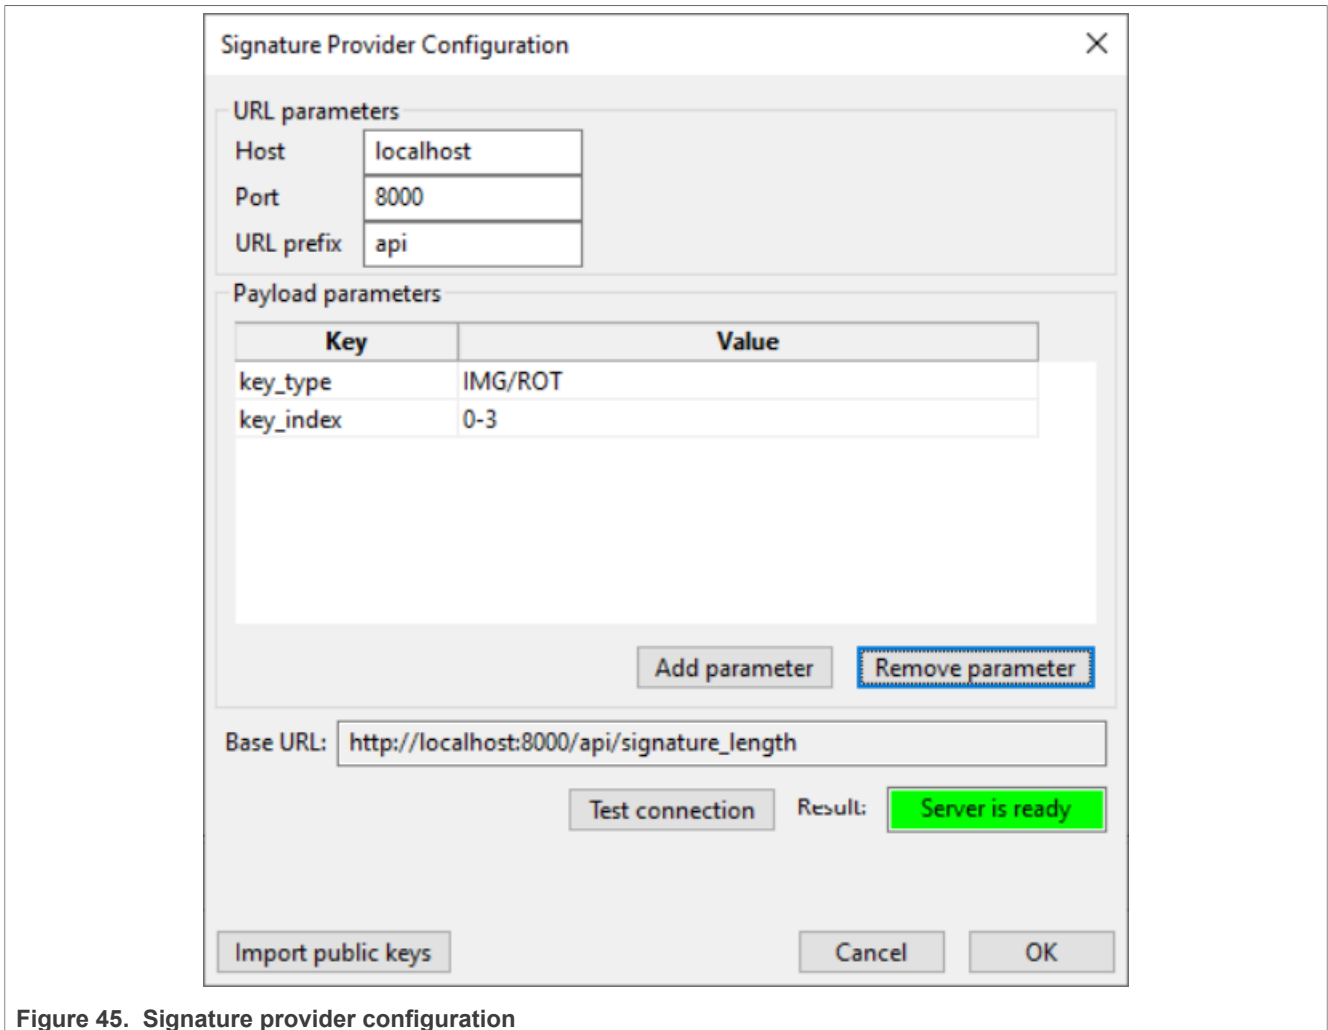 Signature Provider Configuration
URL parameters
Host localhost
Port 8000
URL prefix api
Payload parameters
Key Value
key_type IMG/ROT
key_index 0-3
Add parameter Remove parameter
Base URL: http://localhost:8000/api/signature_length
Test connection Result: Server is ready
Import public keys Cancel OK
Figure 45. Signature provider configuration